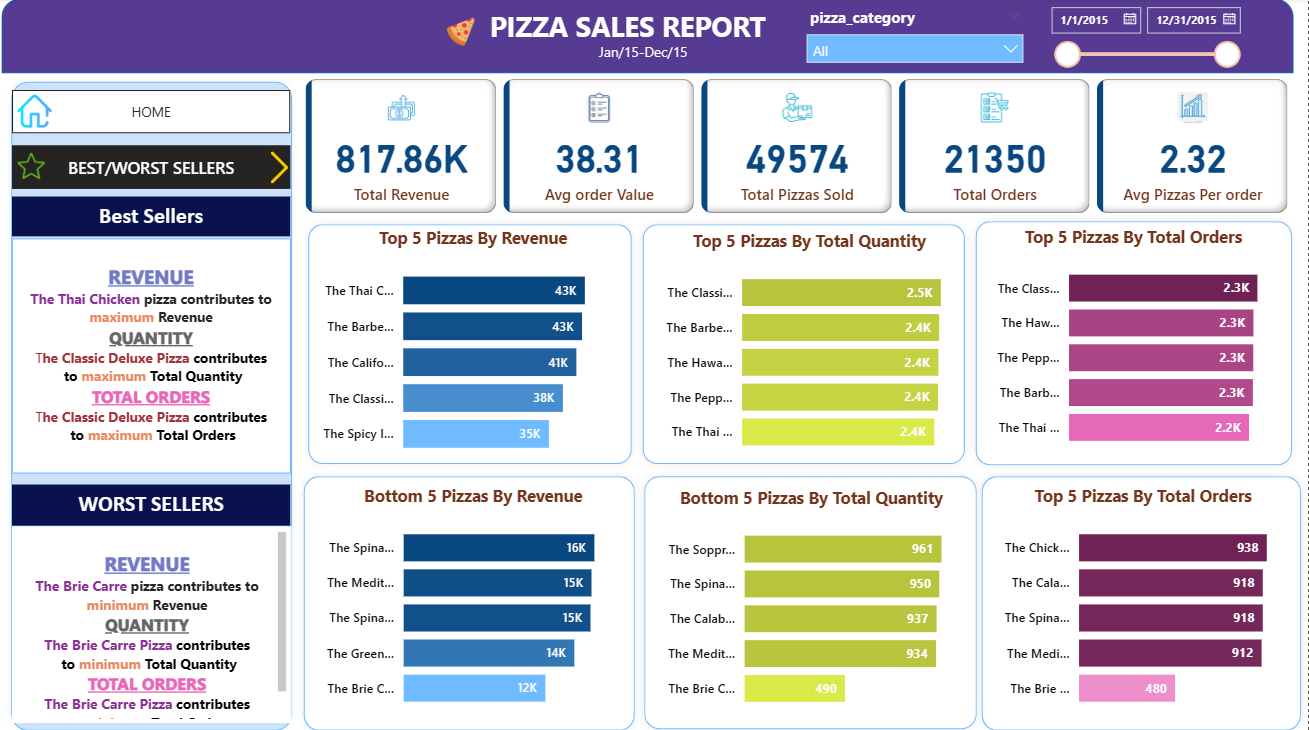 PIZZA SALES REPORT
Jan/15-Dec/15
pizza_category
All
1/1/2015
12/31/2015
HOME
BEST/WORST SELLERS
Best Sellers
REVENUE
The Thai Chicken pizza contributes to
maximum Revenue
QUANTITY
The Classic Deluxe Pizza contributes
to maximum Total Quantity
TOTAL ORDERS
The Classic Deluxe Pizza contributes
to maximum Total Orders
WORST SELLERS
REVENUE
The Brie Carre pizza contributes to
minimum Revenue
QUANTITY
The Brie Carre Pizza contributes
to minimum Total Quantity
TOTAL ORDERS
The Brie Carre Pizza contributes
817.86K
Total Revenue
38.31
Avg order Value
49574
Total Pizzas Sold
21350
Total Orders
2.32
Avg Pizzas Per order
Top 5 Pizzas By Revenue
The Thai C... 43K
The Barbe... 43K
The Califo... 41K
The Classi... 38K
The Spicy I... 35K
Top 5 Pizzas By Total Quantity
The Classi... 2.5K
The Barbe... 2.4K
The Hawa... 2.4K
The Pepp... 2.4K
The Thai ... 2.4K
Top 5 Pizzas By Total Orders
The Class... 2.3K
The Haw... 2.3K
The Pepp... 2.3K
The Barb... 2.3K
The Thai ... 2.2K
Bottom 5 Pizzas By Revenue
The Spina... 16K
The Medit... 15K
The Spina... 15K
The Green... 14K
The Brie C... 12K
Bottom 5 Pizzas By Total Quantity
The Soppr... 961
The Spina... 950
The Calab... 937
The Medit... 934
The Brie C... 490
Top 5 Pizzas By Total Orders
The Chick... 938
The Cala... 918
The Spina... 918
The Medi... 912
The Brie ... 480